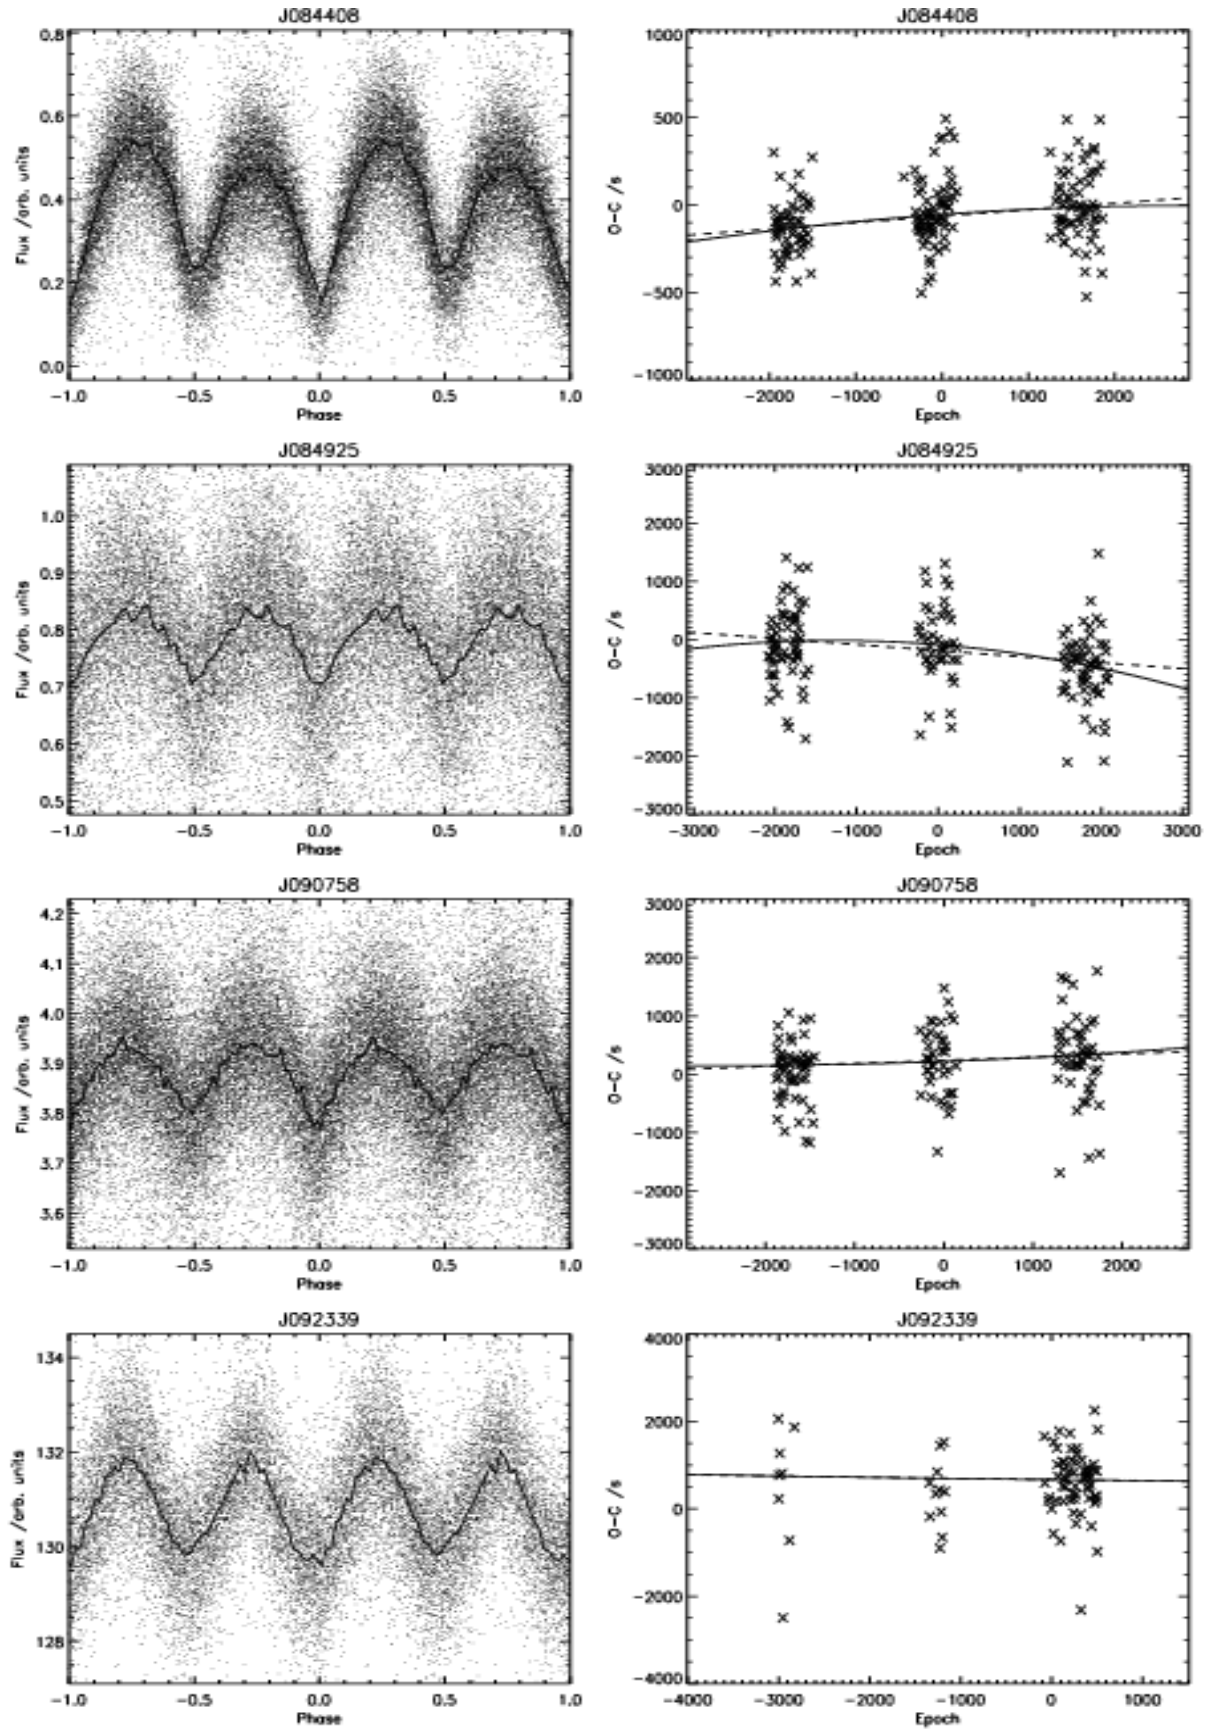 J084408
J084408
0.8
0.6
0.4
0.2
0.0
Flux /arb. units
-1.0 -0.5 0.0 0.5 1.0
Phase
1000
500
0
-500
-1000
O-C /s
-2000 -1000 0 1000 2000
Epoch
J084925
J084925
1.0
0.9
0.8
0.7
0.6
0.5
Flux /arb. units
-1.0 -0.5 0.0 0.5 1.0
Phase
3000
2000
1000
0
-1000
-2000
-3000
O-C /s
-3000 -2000 -1000 0 1000 2000 3000
Epoch
J090758
J090758
4.2
4.1
4.0
3.9
3.8
3.7
3.6
Flux /arb. units
-1.0 -0.5 0.0 0.5 1.0
Phase
3000
2000
1000
0
-1000
-2000
-3000
O-C /s
-2000 -1000 0 1000 2000
Epoch
J092339
J092339
134
132
130
128
Flux /arb. units
-1.0 -0.5 0.0 0.5 1.0
Phase
4000
2000
0
-2000
-4000
O-C /s
-4000 -3000 -2000 -1000 0 1000
Epoch